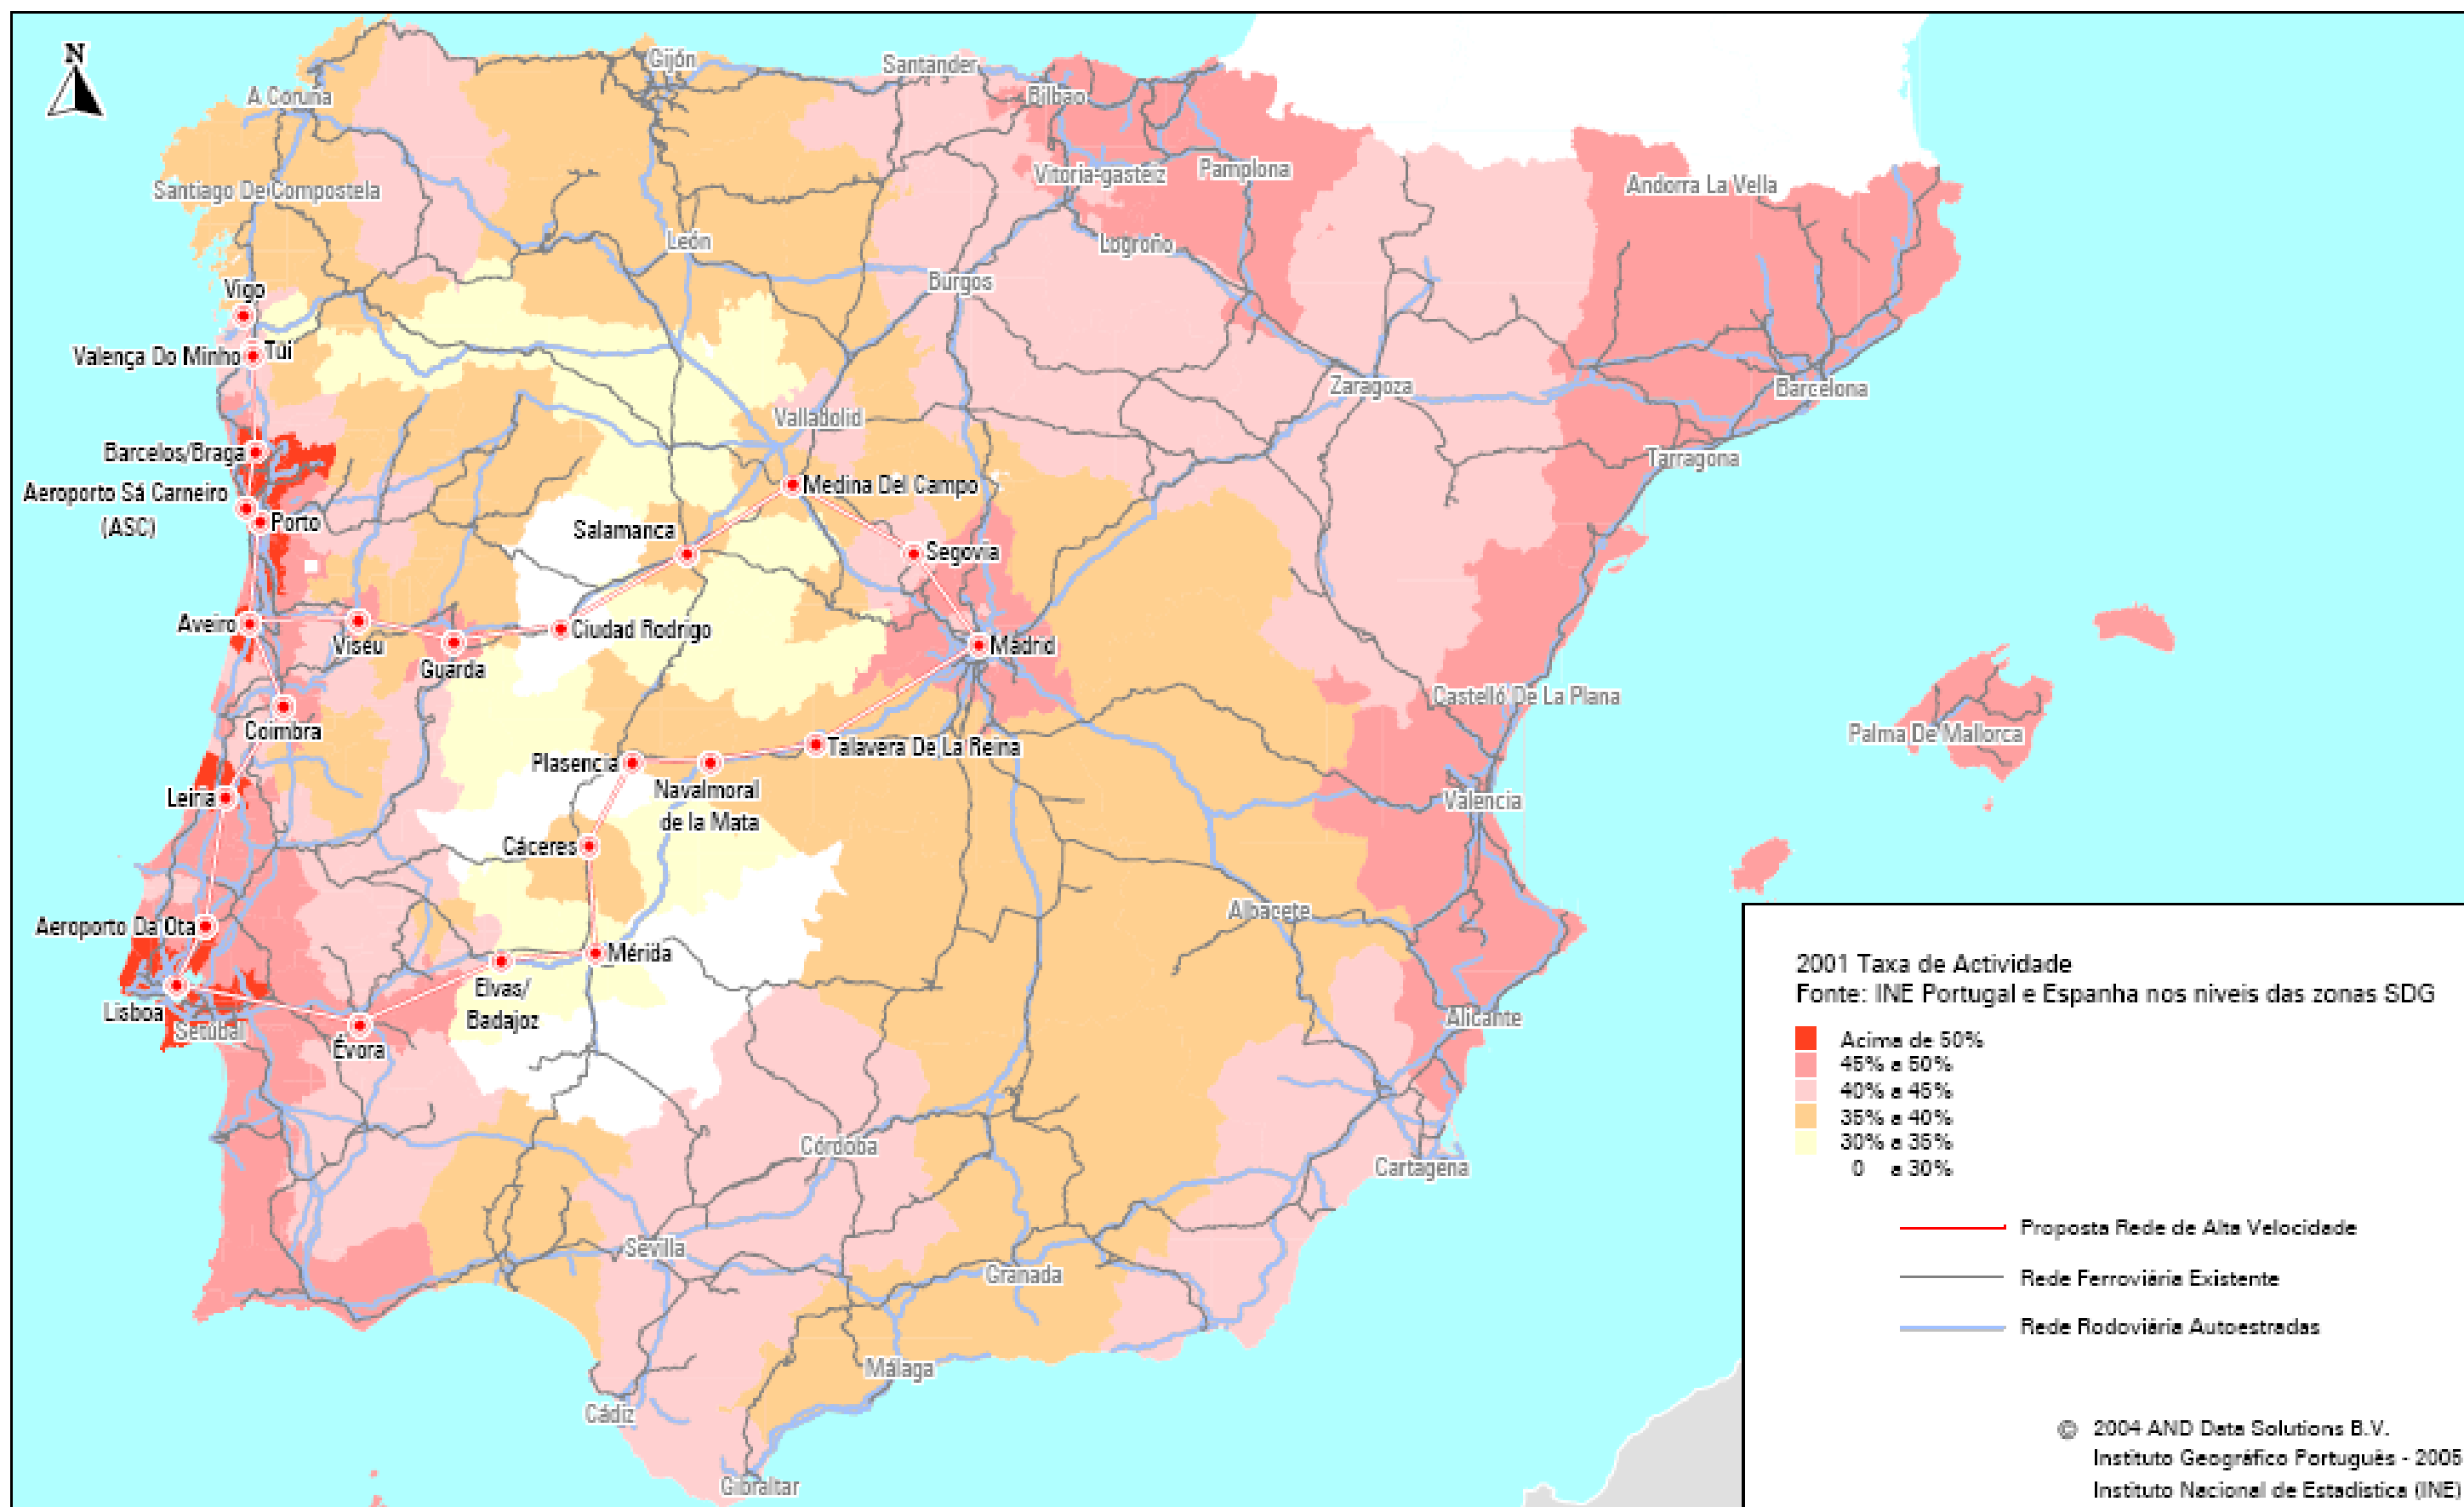 N
Gijón
Santander
A Coruña
Bilbao
Vitoria-gasteiz
Pamplona
Andorra La Vella
Santiago De Compostela
León
Logroño
Burgos
Vigo
Valença Do Minho
Túi
Zaragoza
Barcelona
Valladolid
Barcelos/Braga
Tarragona
Aeroporto Sá Carneiro
(ASC)
Porto
Medina Del Campo
Salamanca
Segovia
Aveiro
Viseu
Guarda
Ciudad Rodrigo
Madrid
Castelló De La Plana
Coimbra
Palma De Mallorca
Talavera De La Reina
Plasencia
Navalmoral
de la Mata
Leiria
Valencia
Cáceres
Albacete
Aeroporto Da Ota
Mérida
Elvas/
Badajoz
Lisboa
Setúbal
Évora
Alicante
Córdoba
Cartagena
Sevilla
Granada
Málaga
Cádiz
Gibraltar
2001 Taxa de Actividade
Fonte: INE Portugal e Espanha nos niveis das zonas SDG
Acima de 50%
45% a 50%
40% a 45%
35% a 40%
30% a 35%
0 a 30%
Proposta Rede de Alta Velocidade
Rede Ferroviária Existente
Rede Rodoviária Autoestradas
© 2004 AND Data Solutions B.V.
Instituto Geográfico Português - 2005
Instituto Nacional de Estadistica (INE)